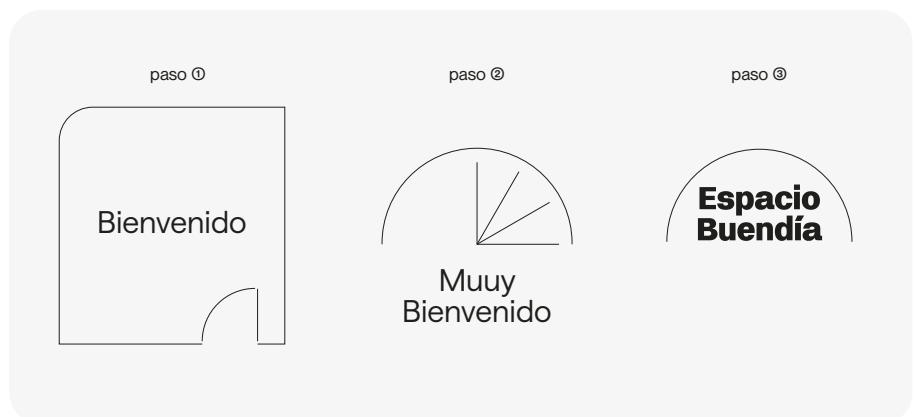 paso ①
Bienvenido
paso ②
Muuy
Bienvenido
paso ③
Espacio
Buendía